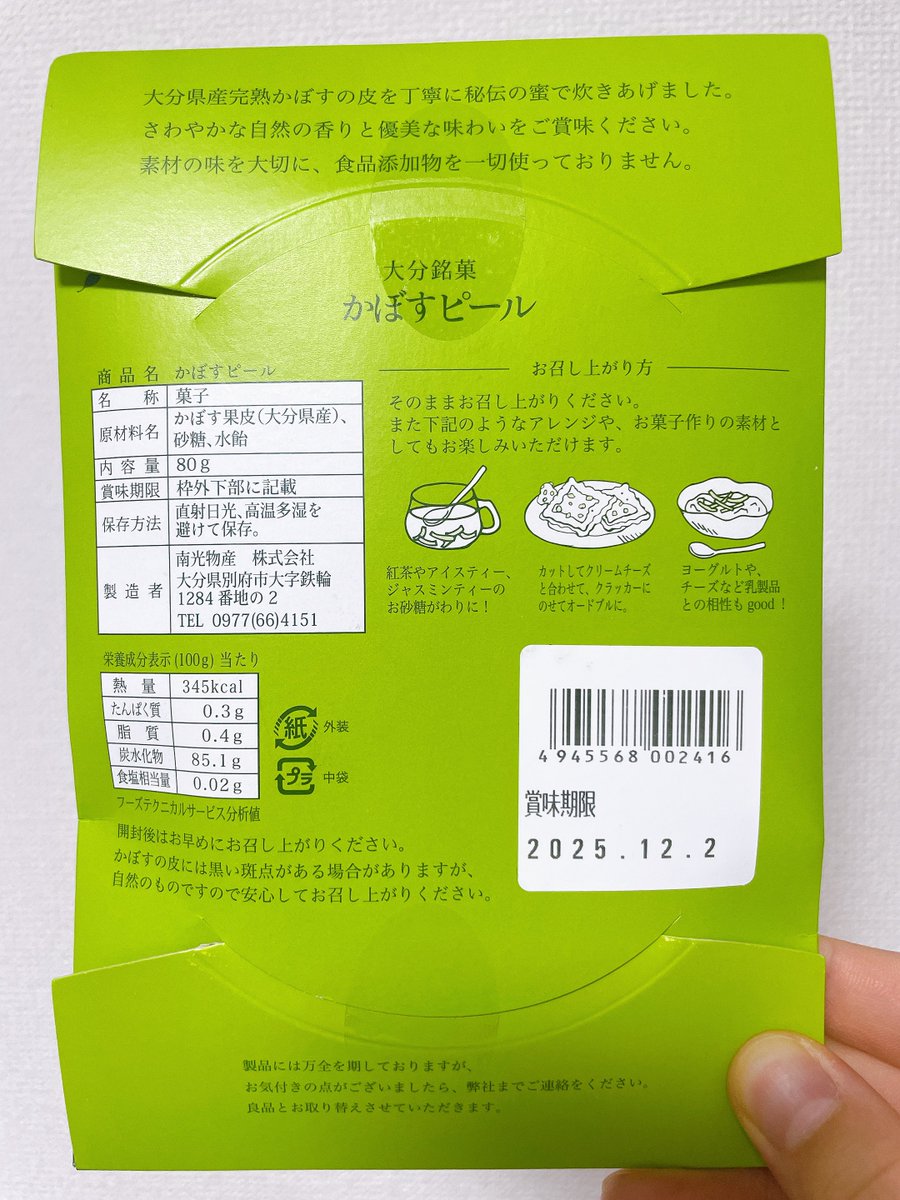 大分県産完熟かぼすの皮を丁寧に秘伝の蜜で炊きあげました。
さわやかな自然の香りと優美な味わいをご賞味ください。
素材の味を大切に、食品添加物を一切使っておりません。
大分銘菓
かぼすピール
商品名 かぼすピール
名称 菓子
原材料名 かぼす果皮(大分県産)、
砂糖、水飴
内容量 80g
賞味期限 枠外下部に記載
保存方法 直射日光、高温多湿を
避けて保存。
製造者 南光物産 株式会社
大分県別府市大字鉄輪
1284番地の2
TEL 0977(66)4151
お召し上がり方
そのままお召し上がりください。
また下記のようなアレンジや、お菓子作りの素材と
してもお楽しみいただけます。
紅茶やアイスティー、
ジャスミンティーの
お砂糖がわりに！
カットしてクリームチーズ
と合わせて、クラッカーに
のせてオードブルに。
ヨーグルトや、
チーズなど乳製品
との相性も good！
栄養成分表示(100g)当たり
熱量 345kcal
たんぱく質 0.3g
脂質 0.4g
炭水化物 85.1g
食塩相当量 0.02g
フーズテクニカルサービス分析値
紙 外装
プラ 中袋
4 945568 002416
賞味期限
2025.12.2
開封後はお早めにお召し上がりください。
かぼすの皮には黒い斑点がある場合がありますが、
自然のものですので安心してお召し上がりください。
製品には万全を期しておりますが、
お気付きの点がございましたら、弊社までご連絡をください。
良品とお取り替えさせていただきます。